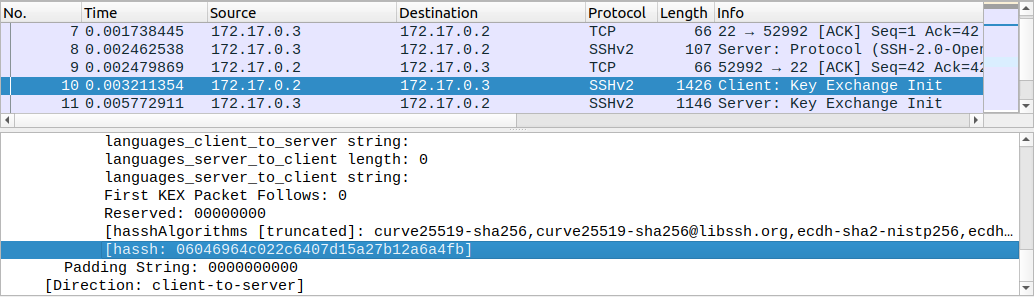 No. Time Source Destination Protocol Length Info
7 0.001738445 172.17.0.3 172.17.0.2 TCP 66 22 → 52992 [ACK] Seq=1 Ack=42
8 0.002462538 172.17.0.3 172.17.0.2 SSHv2 107 Server: Protocol (SSH-2.0-Oper
9 0.002479869 172.17.0.2 172.17.0.3 TCP 66 52992 → 22 [ACK] Seq=42 Ack=42
10 0.003211354 172.17.0.2 172.17.0.3 SSHv2 1426 Client: Key Exchange Init
11 0.005772911 172.17.0.3 172.17.0.2 SSHv2 1146 Server: Key Exchange Init
languages_client_to_server string:
languages_server_to_client length: 0
languages_server_to_client string:
First KEX Packet Follows: 0
Reserved: 00000000
[hasshAlgorithms [truncated]: curve25519-sha256,curve25519-sha256@libssh.org,ecdh-sha2-nistp256,ecdh…
[hassh: 06046964c022c6407d15a27b12a6a4fb]
Padding String: 0000000000
[Direction: client-to-server]